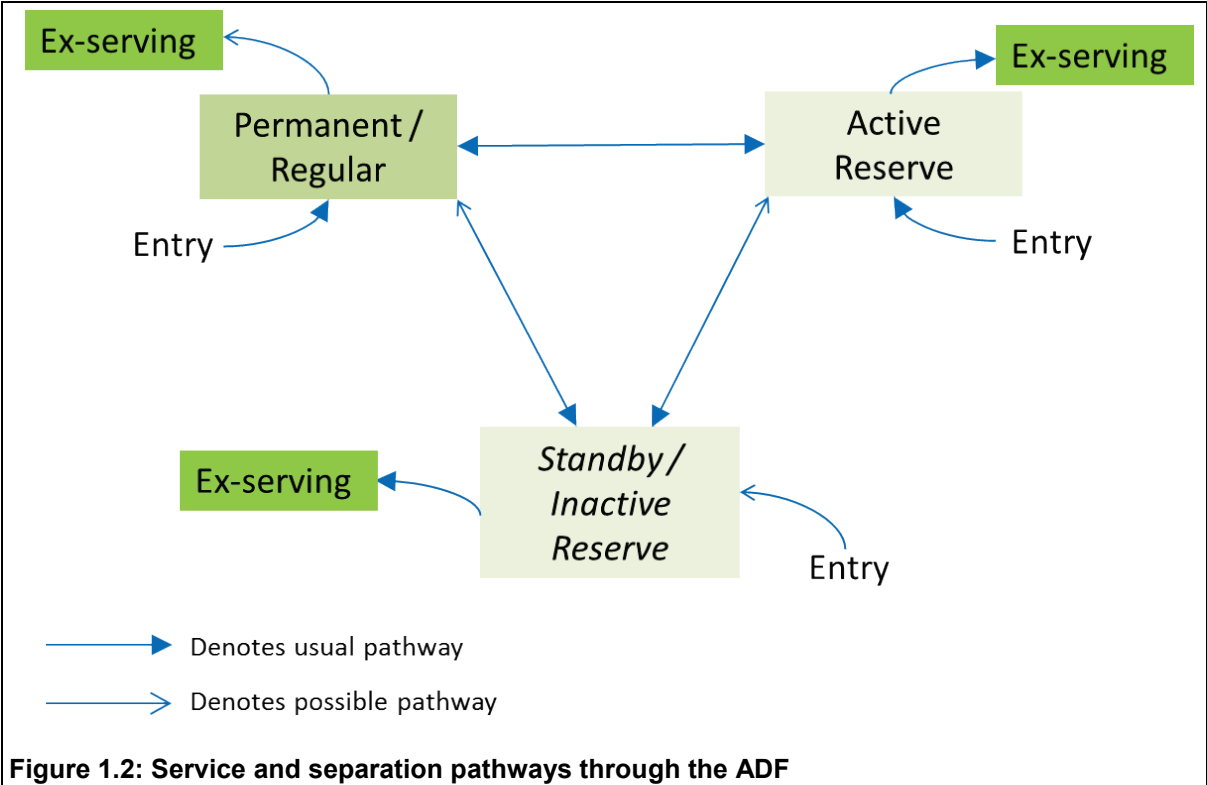 Ex-serving
Ex-serving
Permanent /
Regular
Active
Reserve
Entry
Entry
Ex-serving
Standby /
Inactive
Reserve
Entry
Denotes usual pathway
Denotes possible pathway
Figure 1.2: Service and separation pathways through the ADF